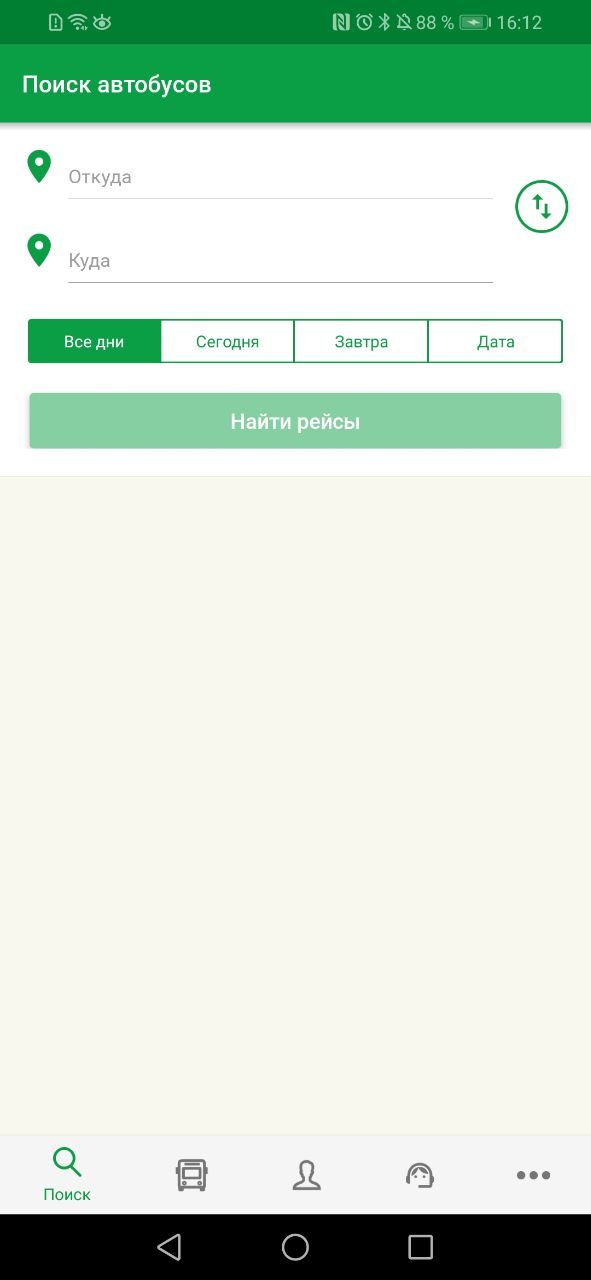 88 % 16:12
Поиск автобусов
Откуда
Куда
Все дни Сегодня Завтра Дата
Найти рейсы
Поиск